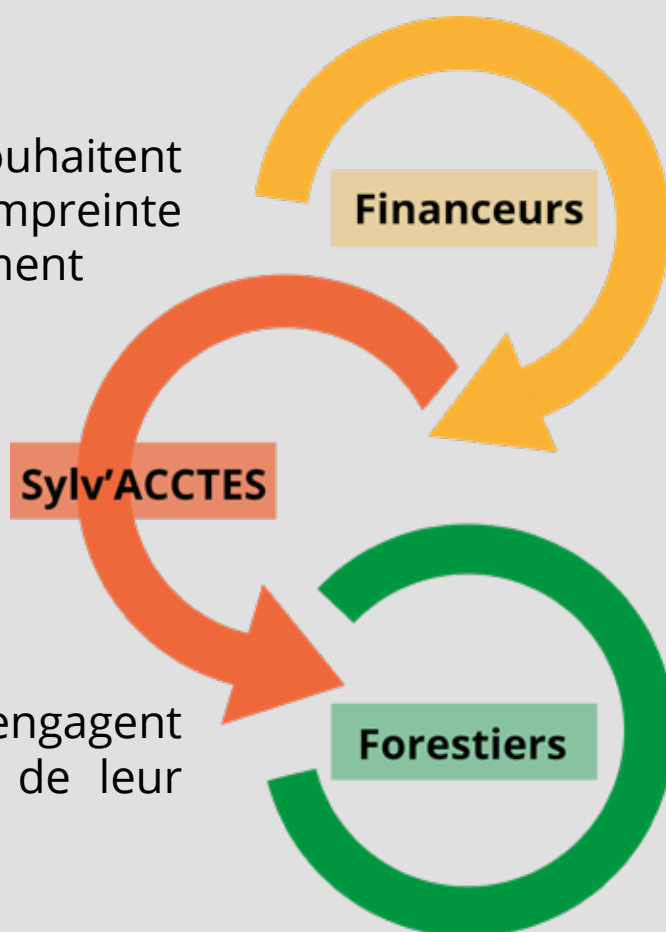 ouhaitent
mpreinte
Financeurs
nent
Sylv’ACCTES
engagent
Forestiers
de leur